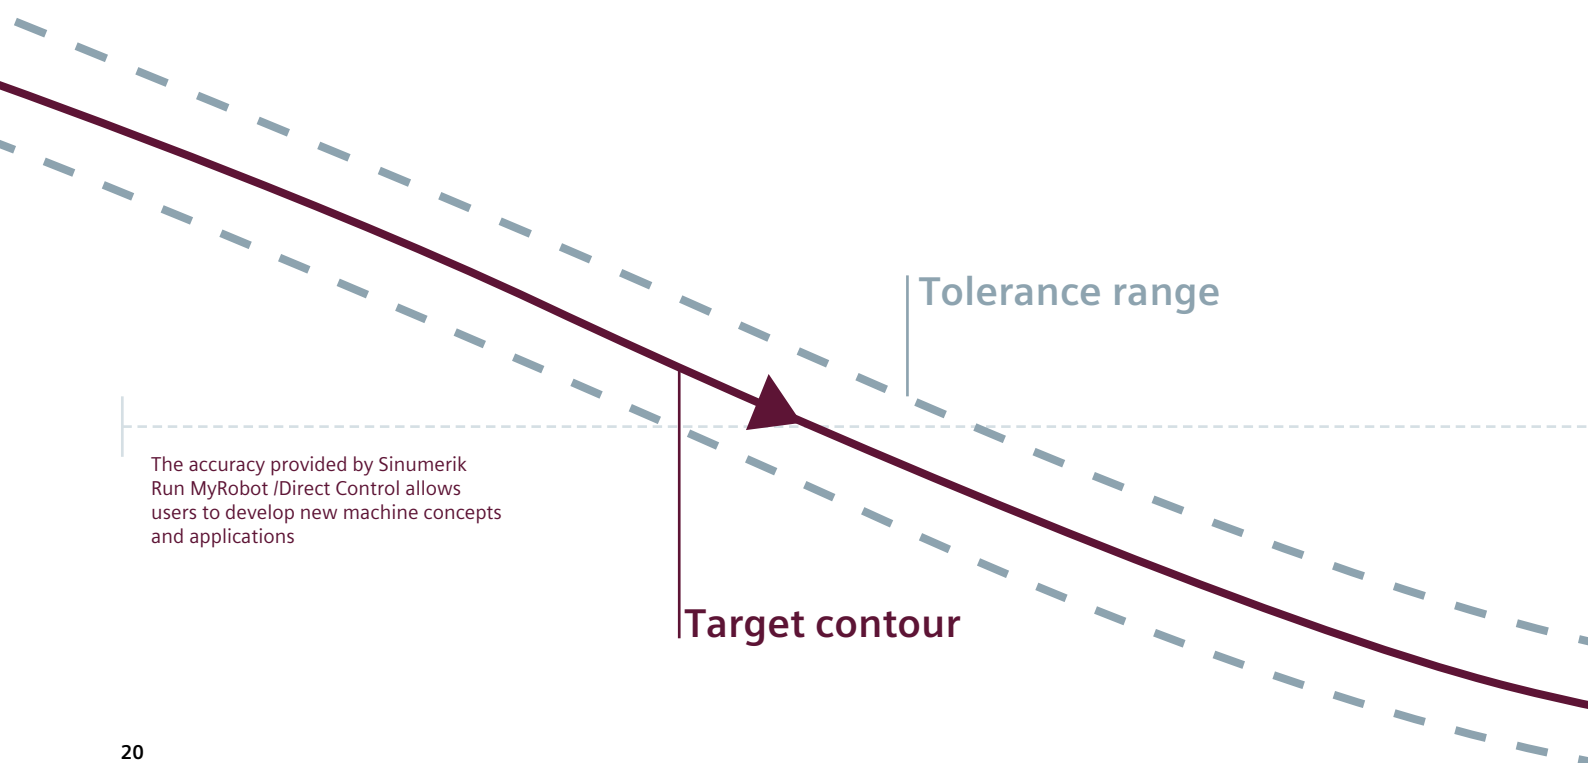 Tolerance range
The accuracy provided by Sinumerik
Run MyRobot /Direct Control allows
users to develop new machine concepts
and applications
Target contour
20